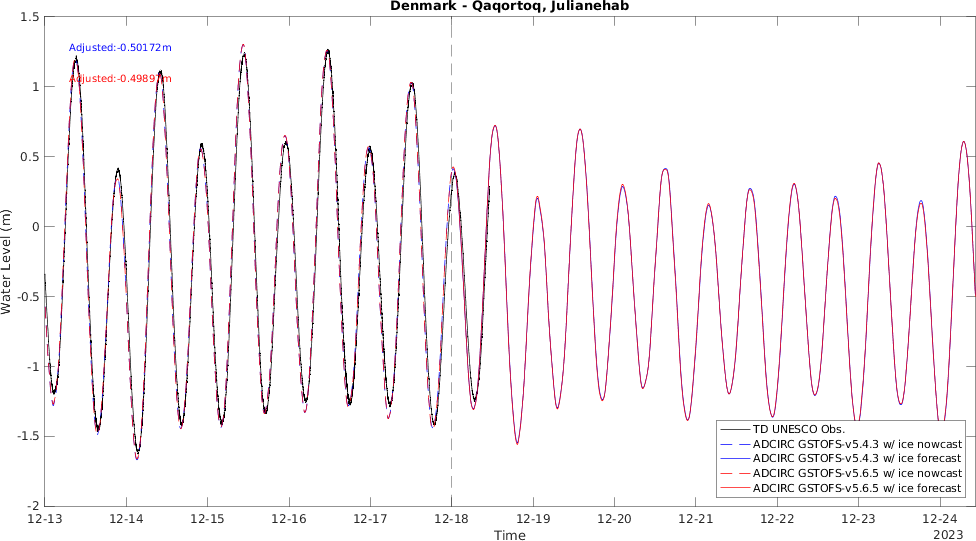 Denmark - Qaqortoq, Julianehab
Adjusted:-0.50172m
Water Level (m)
1.5
1
0.5
0
-0.5
-1
-1.5
-2
TD UNESCO Obs.
ADCIRC GSTOFS-v5.4.3 w/ ice nowcast
ADCIRC GSTOFS-v5.4.3 w/ ice forecast
ADCIRC GSTOFS-v5.6.5 w/ ice nowcast
ADCIRC GSTOFS-v5.6.5 w/ ice forecast
12-13 12-14 12-15 12-16 12-17 12-18 12-19 12-20 12-21 12-22 12-23 12-24
Time
2023